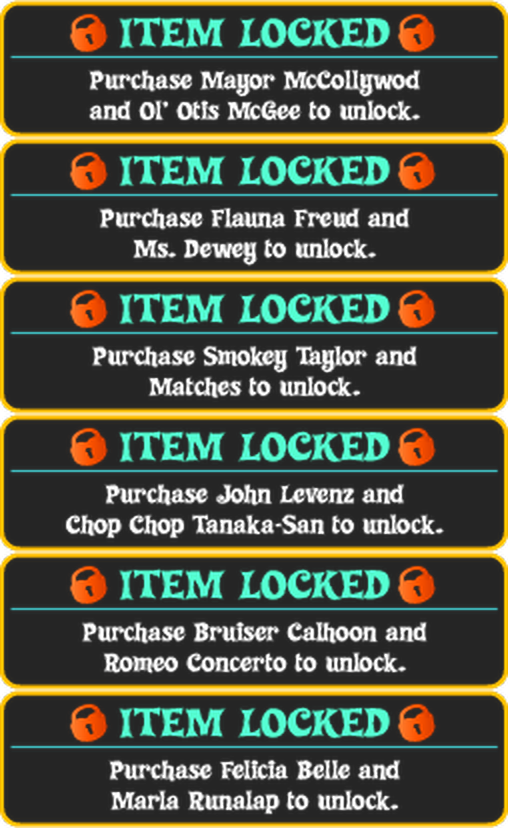 ITEM LOCKED
Purchase Mayor McCollywod
and Ol' Otis McGee to unlock.
ITEM LOCKED
Purchase Flauna Freud and
Ms. Dewey to unlock.
ITEM LOCKED
Purchase Smokey Taylor and
Matches to unlock.
ITEM LOCKED
Purchase John Levenz and
Chop Chop Tanaka-San to unlock.
ITEM LOCKED
Purchase Bruiser Calhoon and
Romeo Concerto to unlock.
ITEM LOCKED
Purchase Felicia Belle and
Marla Runalap to unlock.